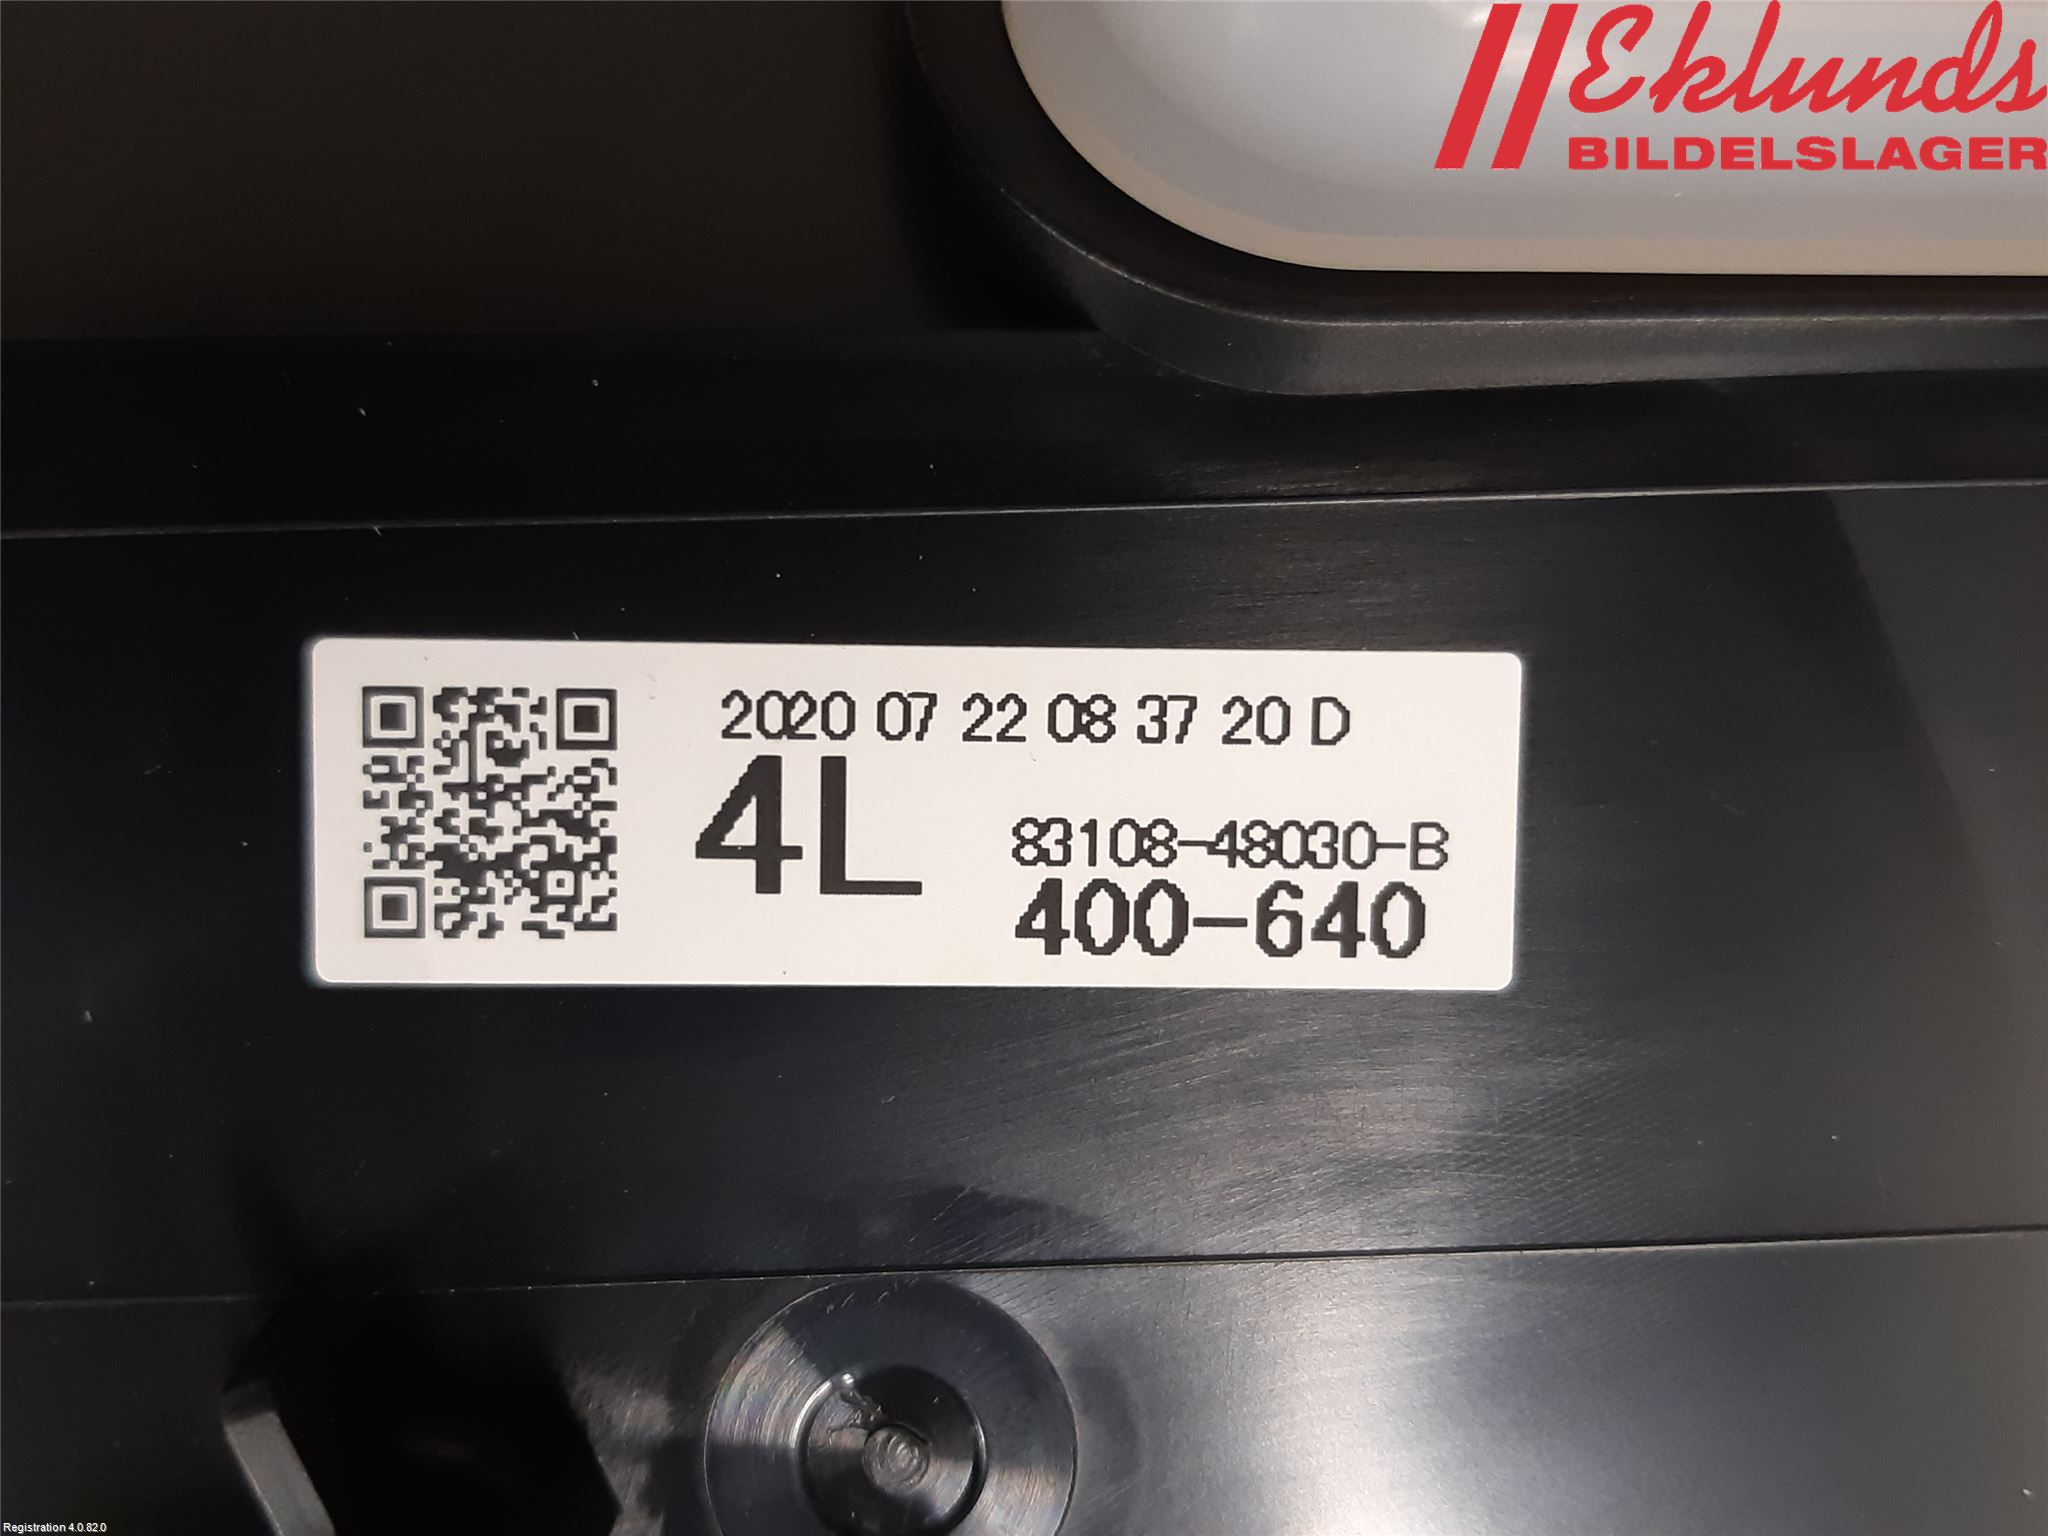 Eklunds
BILDELSLAGER
2020 07 22 08 37 20 D
4L
83108-48030-B
400-640
Registration 4.0.82.0